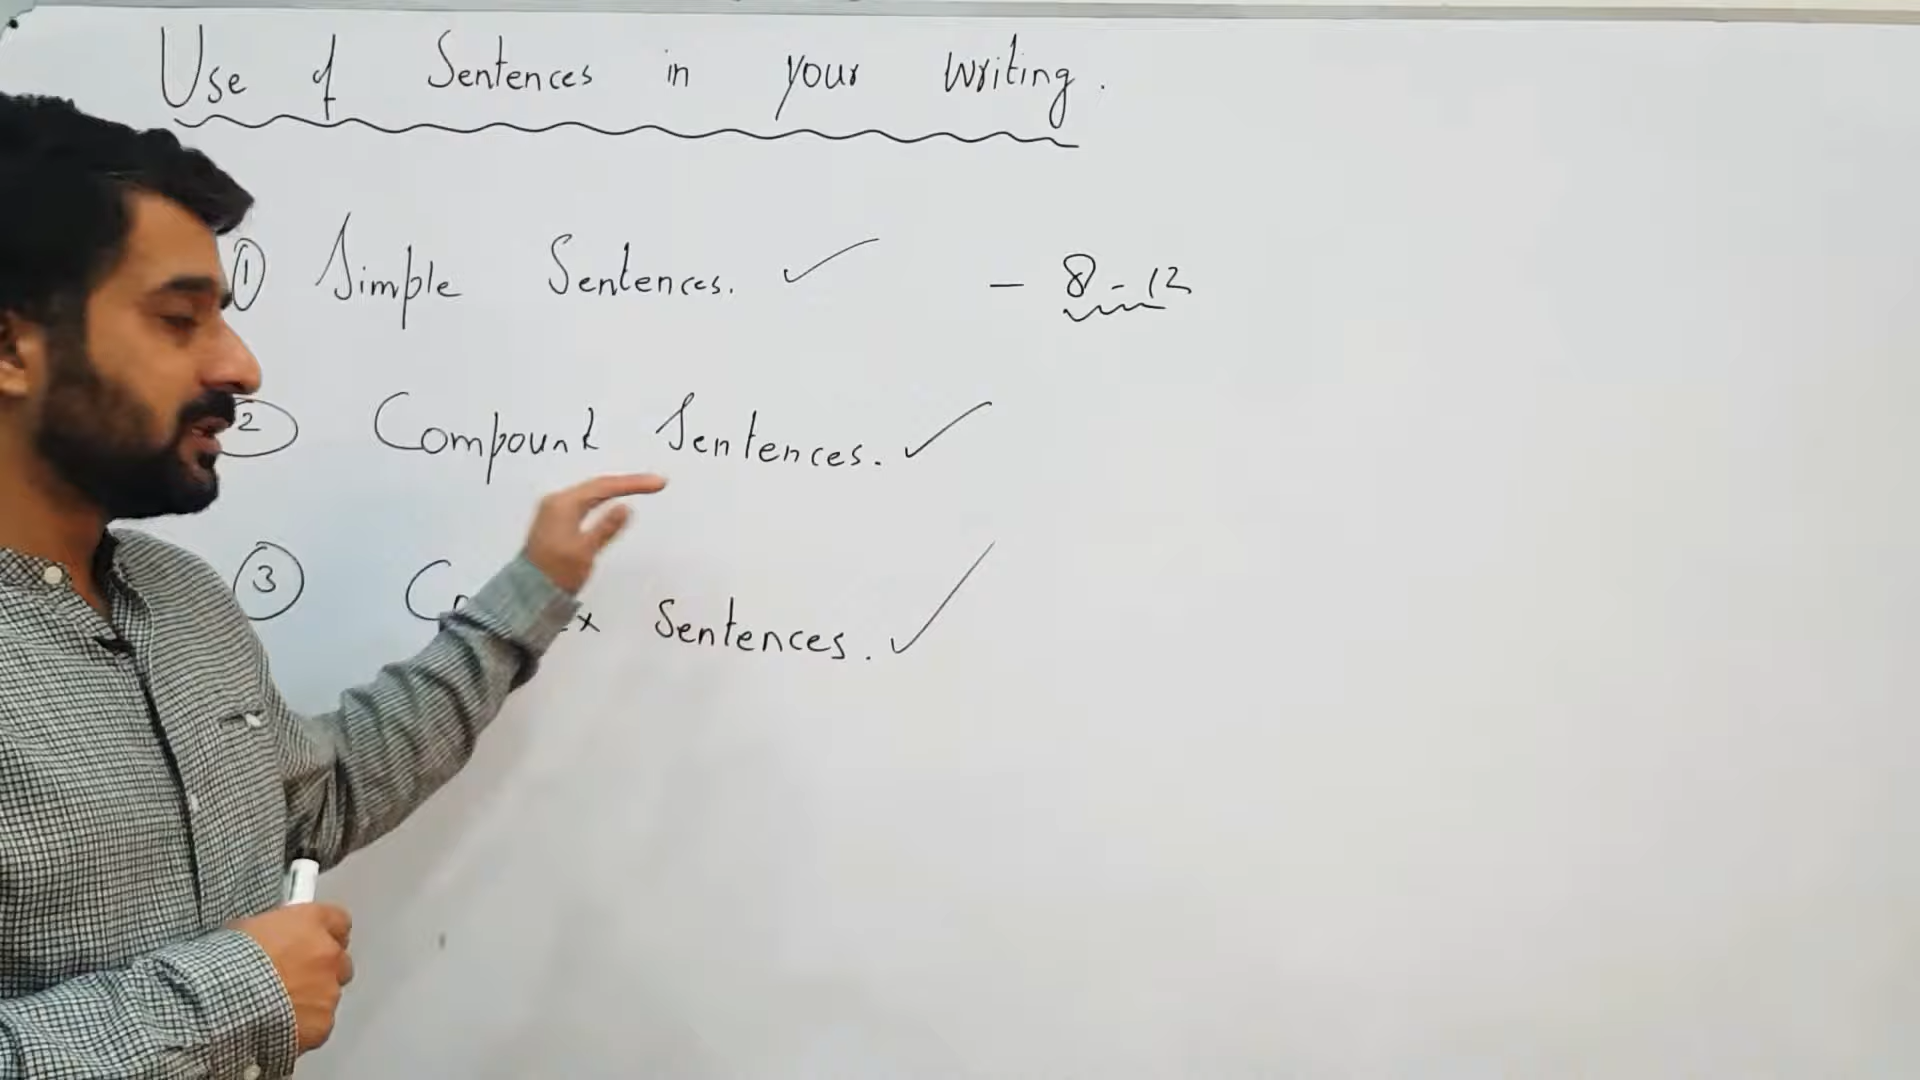 Use of Sentences in your writing.
① Simple Sentences. ✓ - 8-12
② Compound Sentences. ✓
③ Sentences. ✓